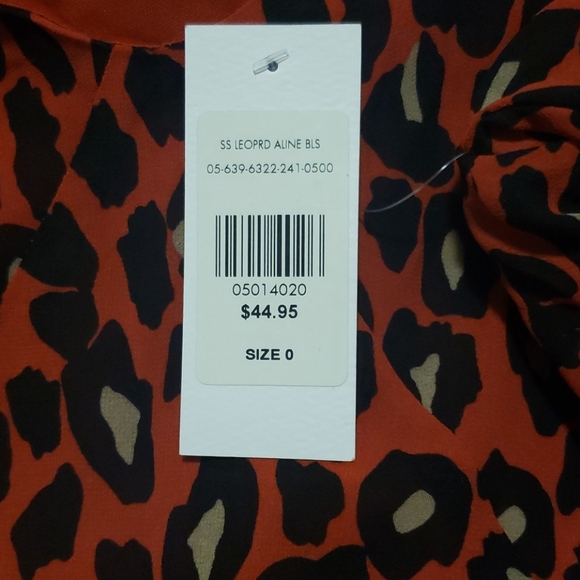 SS LEOPRD ALINE BLS
05-639-6322-241-0500
05014020
$44.95
SIZE 0